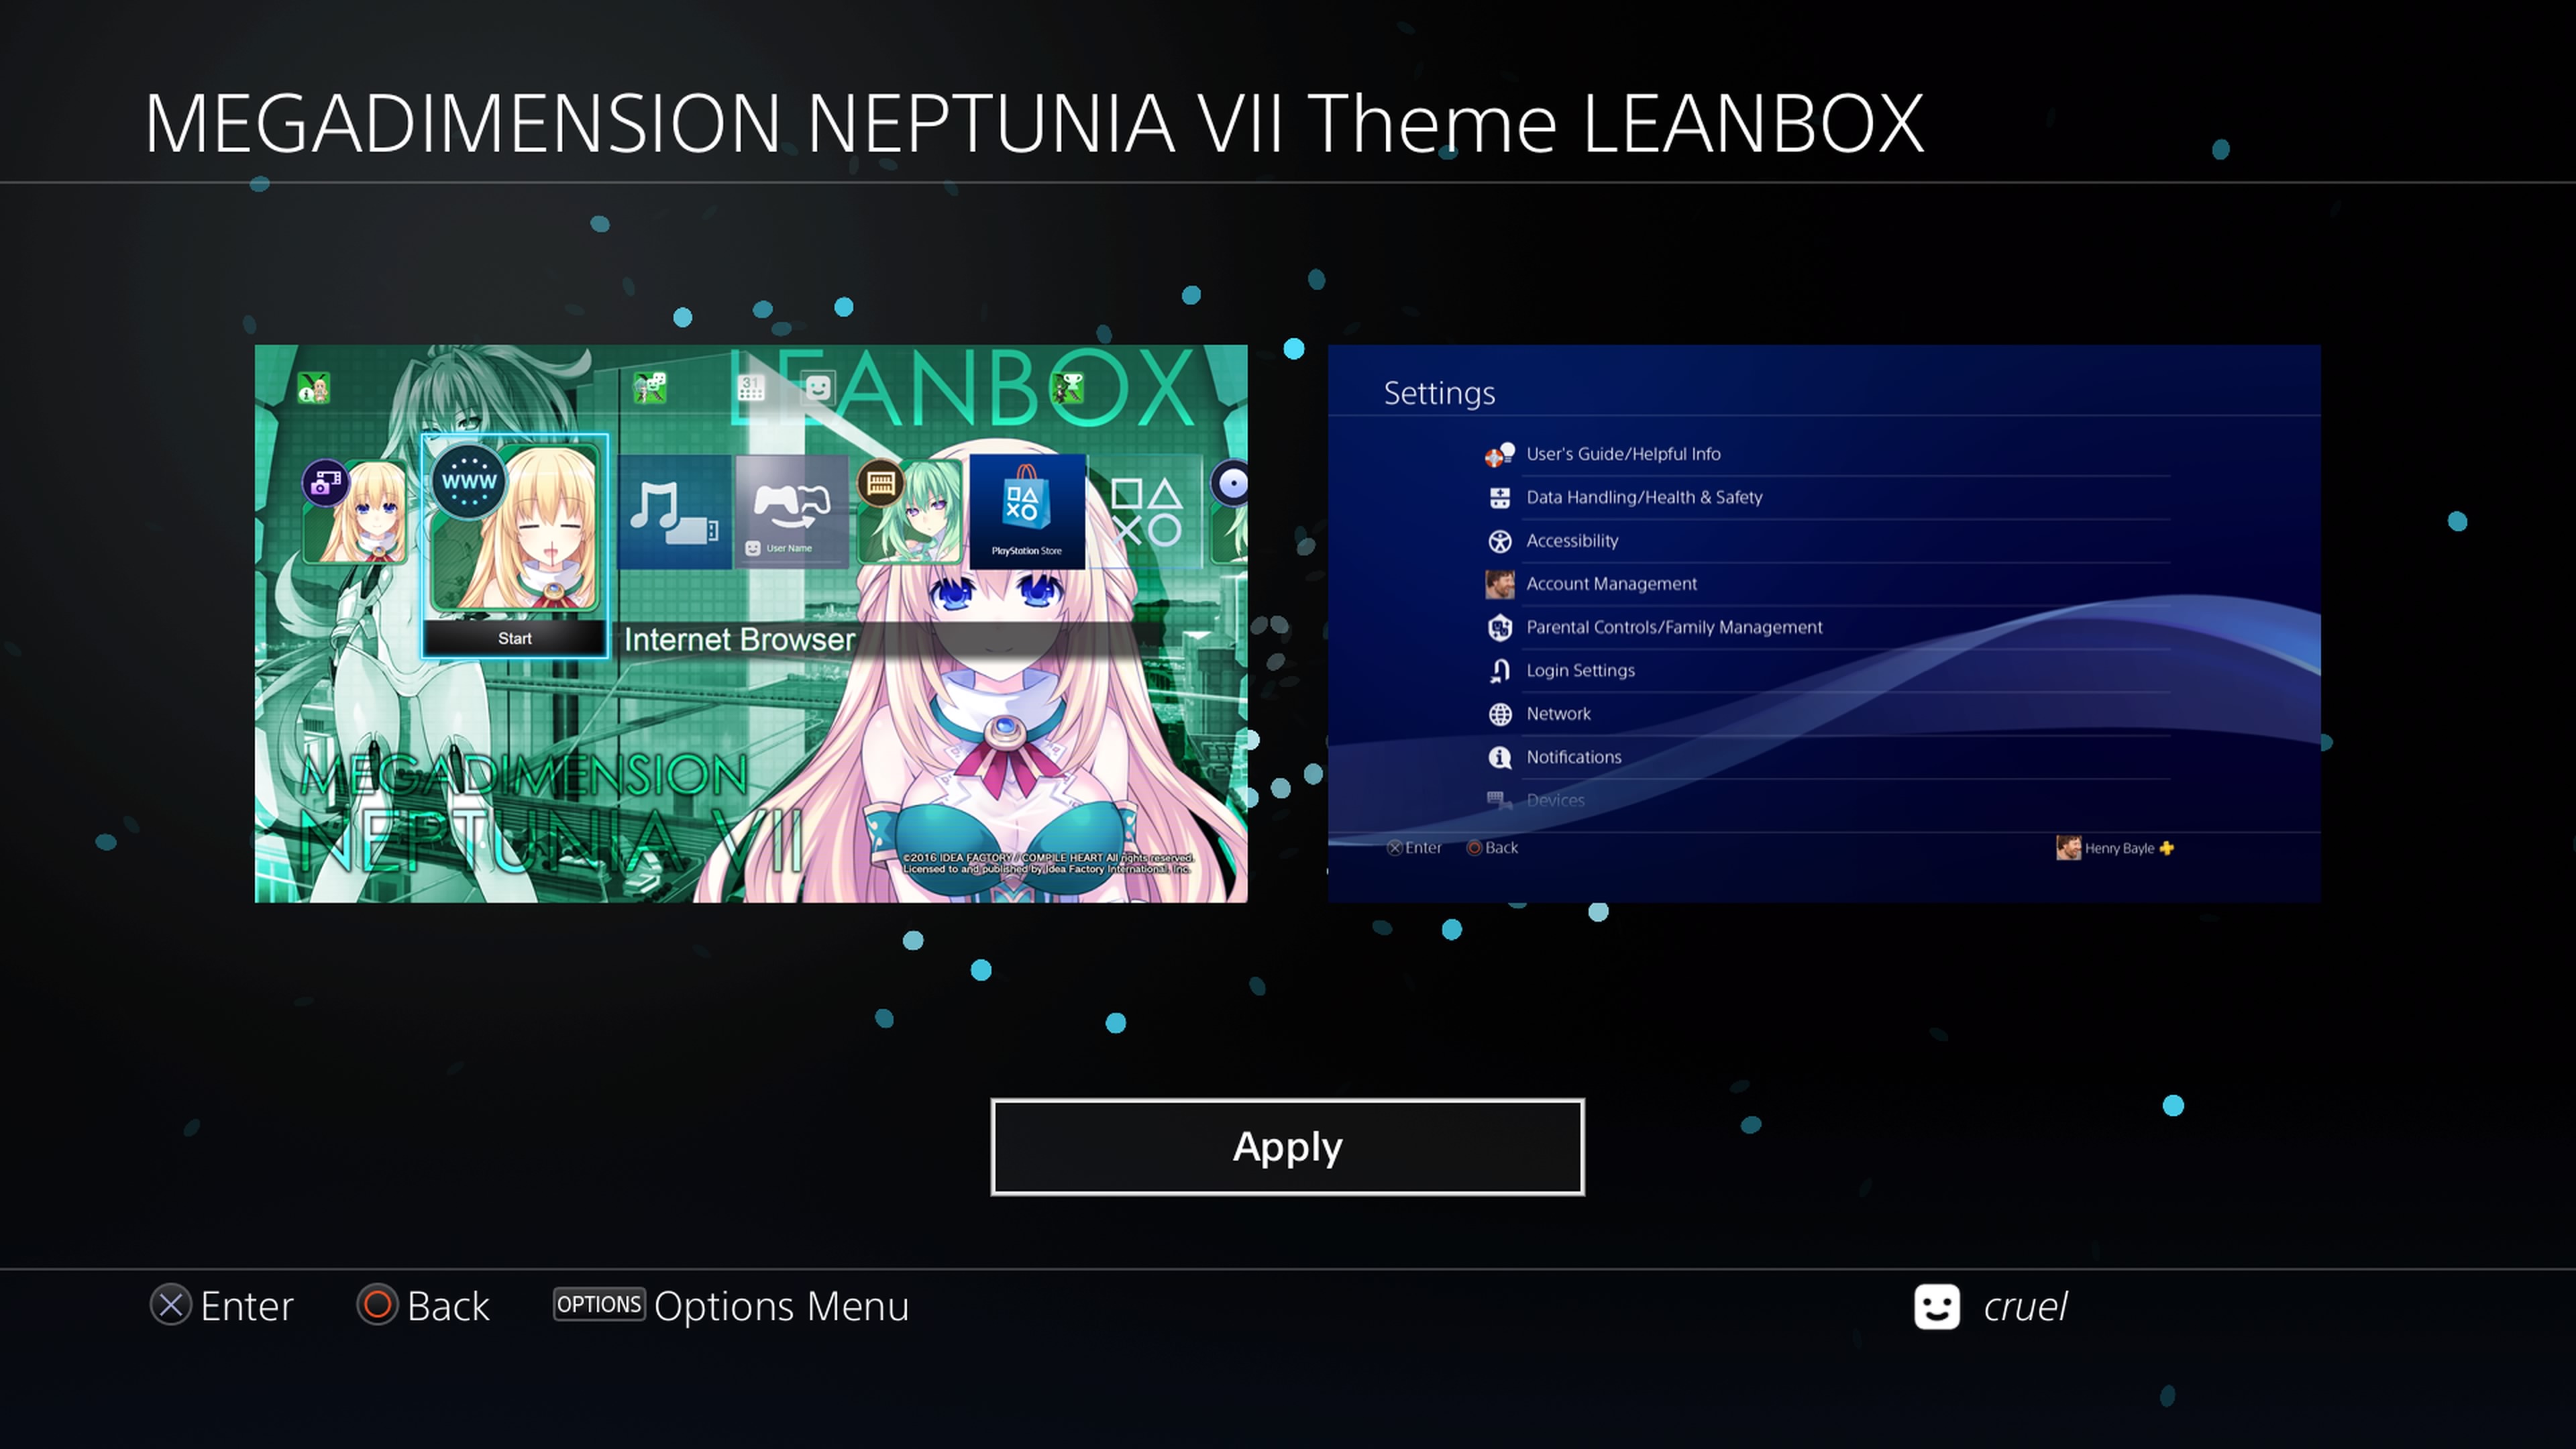 MEGADIMENSION NEPTUNIA VII Theme LEANBOX
LEANBOX
31
WWW
User Name
PlayStation Store
Start
Internet Browser
MEGADIMENSION
NEPTUNIA VII
©2016 IDEA FACTORY / COMPILE HEART All rights reserved.
Licensed to and published by Idea Factory International, Inc.
Settings
User's Guide/Helpful Info
Data Handling/Health & Safety
Accessibility
Account Management
Parental Controls/Family Management
Login Settings
Network
Notifications
Devices
Enter Back
Henry Bayle
Apply
Enter Back OPTIONS Options Menu
cruel